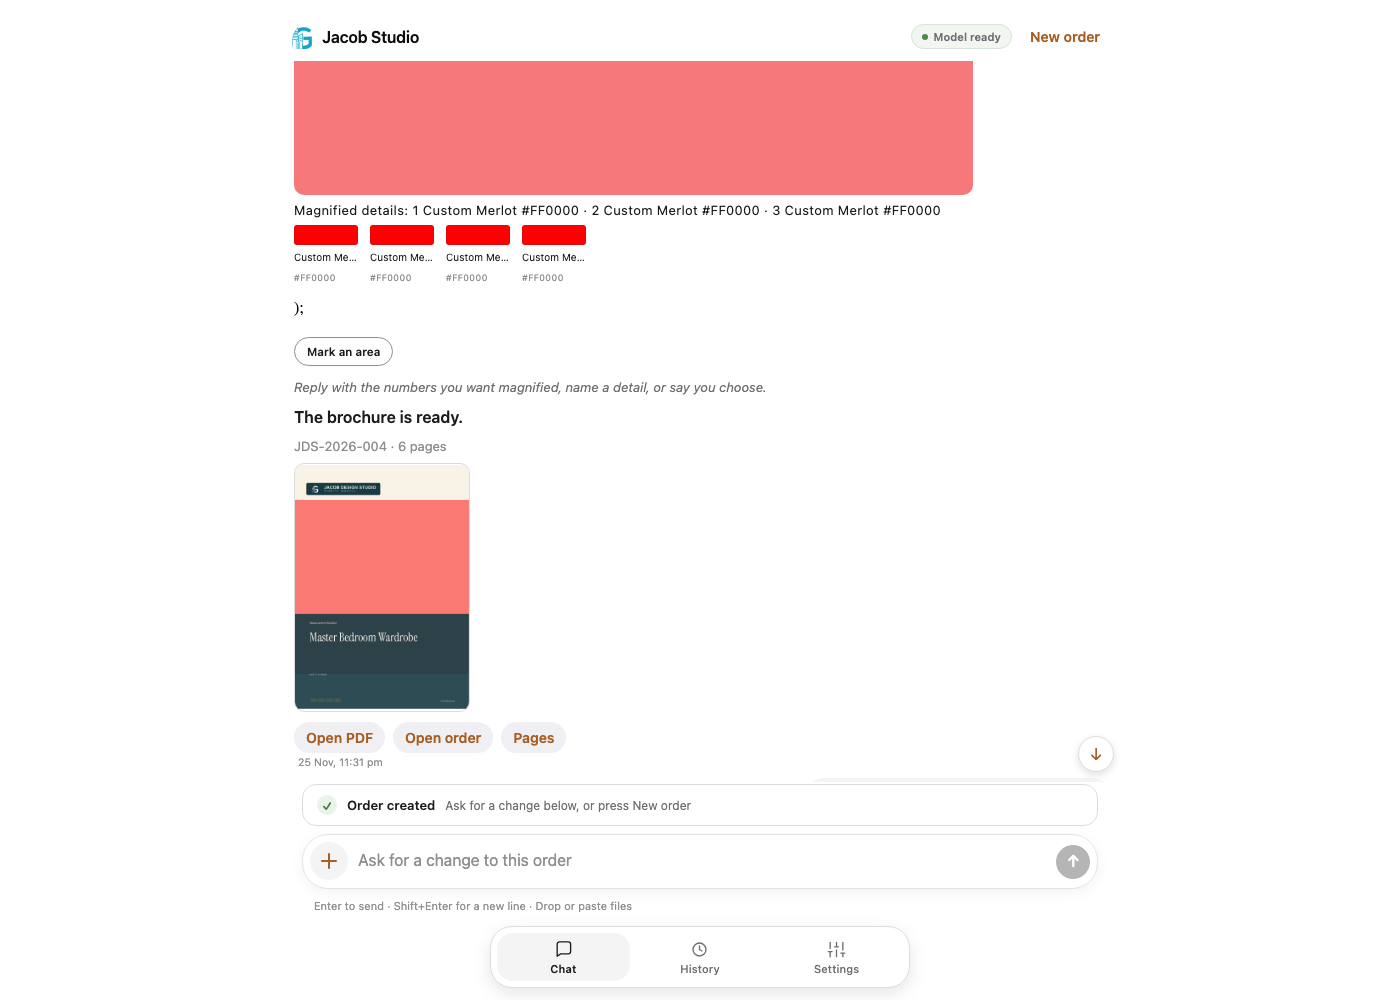 Jacob Studio
Model ready
New order
Magnified details: 1 Custom Merlot #FF0000 · 2 Custom Merlot #FF0000 · 3 Custom Merlot #FF0000
Custom Me... Custom Me... Custom Me... Custom Me...
#FF0000 #FF0000 #FF0000 #FF0000
);
Mark an area
Reply with the numbers you want magnified, name a detail, or say you choose.
The brochure is ready.
JDS-2026-004 · 6 pages
JACOB DESIGN STUDIO
Master Bedroom Wardrobe
Open PDF Open order Pages
25 Nov, 11:31 pm
Order created Ask for a change below, or press New order
Ask for a change to this order
Enter to send · Shift+Enter for a new line · Drop or paste files
Chat History Settings